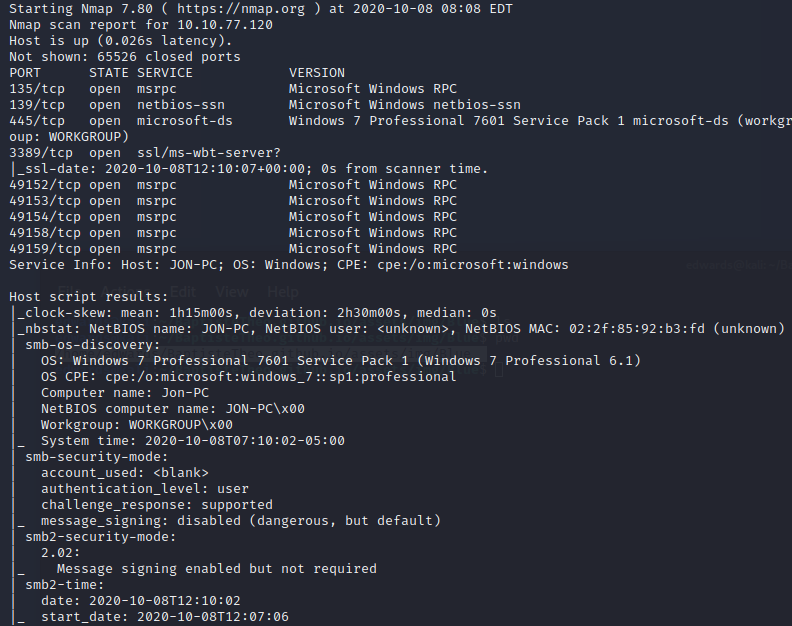 Starting Nmap 7.80 ( https://nmap.org ) at 2020-10-08 08:08 EDT
Nmap scan report for 10.10.77.120
Host is up (0.026s latency).
Not shown: 65526 closed ports
PORT      STATE SERVICE            VERSION
135/tcp   open  msrpc              Microsoft Windows RPC
139/tcp   open  netbios-ssn        Microsoft Windows netbios-ssn
445/tcp   open  microsoft-ds       Windows 7 Professional 7601 Service Pack 1 microsoft-ds (workgr
oup: WORKGROUP)
3389/tcp  open  ssl/ms-wbt-server?
|_ssl-date: 2020-10-08T12:10:07+00:00; 0s from scanner time.
49152/tcp open  msrpc              Microsoft Windows RPC
49153/tcp open  msrpc              Microsoft Windows RPC
49154/tcp open  msrpc              Microsoft Windows RPC
49158/tcp open  msrpc              Microsoft Windows RPC
49159/tcp open  msrpc              Microsoft Windows RPC
Service Info: Host: JON-PC; OS: Windows; CPE: cpe:/o:microsoft:windows
Edit View Help
Host script results:
|_clock-skew: mean: 1h15m00s, deviation: 2h30m00s, median: 0s
|_nbstat: NetBIOS name: JON-PC, NetBIOS user: <unknown>, NetBIOS MAC: 02:2f:85:92:b3:fd (unknown)
| smb-os-discovery:
|   OS: Windows 7 Professional 7601 Service Pack 1 (Windows 7 Professional 6.1)
|   OS CPE: cpe:/o:microsoft:windows_7::sp1:professional
|   Computer name: Jon-PC
|   NetBIOS computer name: JON-PC\x00
|   Workgroup: WORKGROUP\x00
|_  System time: 2020-10-08T07:10:02-05:00
| smb-security-mode:
|   account_used: <blank>
|   authentication_level: user
|   challenge_response: supported
|_  message_signing: disabled (dangerous, but default)
| smb2-security-mode:
|   2.02:
|_    Message signing enabled but not required
| smb2-time:
|   date: 2020-10-08T12:10:02
|_  start_date: 2020-10-08T12:07:06